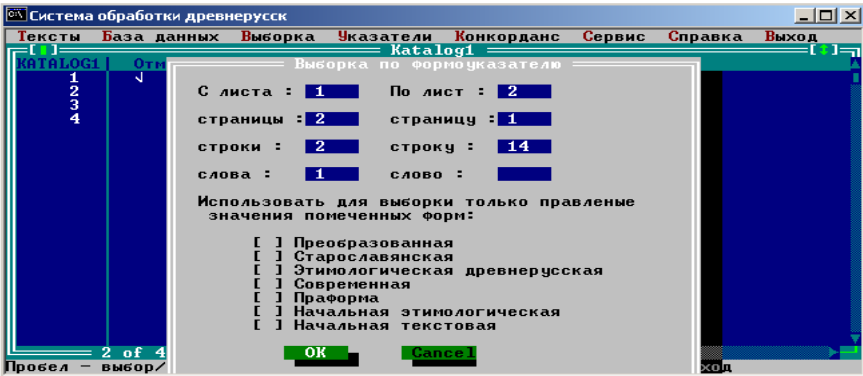 Система обработки древнерусск
Тексты База данных Выборка Указатели Конкорданс Сервис Справка Выход
Katalog1
KATALOG1 Отм Выборка по формоуказателю
1 √
2
3
4
С листа : 1 По лист : 2
страницы : 2 страницу : 1
строки : 2 строку : 14
слова : 1 слово :
Использовать для выборки только правленые
значения помеченных форм:
[ ] Преобразованная
[ ] Старославянская
[ ] Этимологическая древнерусская
[ ] Современная
[ ] Праформа
[ ] Начальная этимологическая
[ ] Начальная текстовая
OK Cancel
2 of 4
Пробел - выбор/ ход